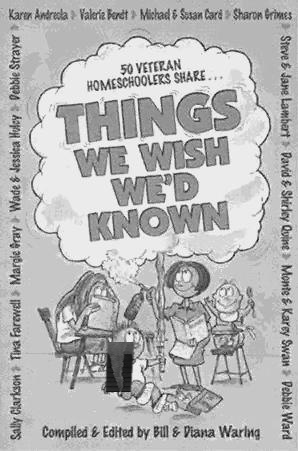 Karen Andreola Valerie Bendt Michael & Susan Card Sharon Grimes
Steve & Jane Lambert David & Shirley Quine Monte & Karey Swan Debbie Ward
Sally Clarkson Tina Farewell Margie Gray Wade & Jessica Hulcy Debbie Strayer
50 VETERAN
HOMESCHOOLERS SHARE...
THINGS
WE WISH
WE'D
KNOWN
Compiled & Edited by Bill & Diana Waring